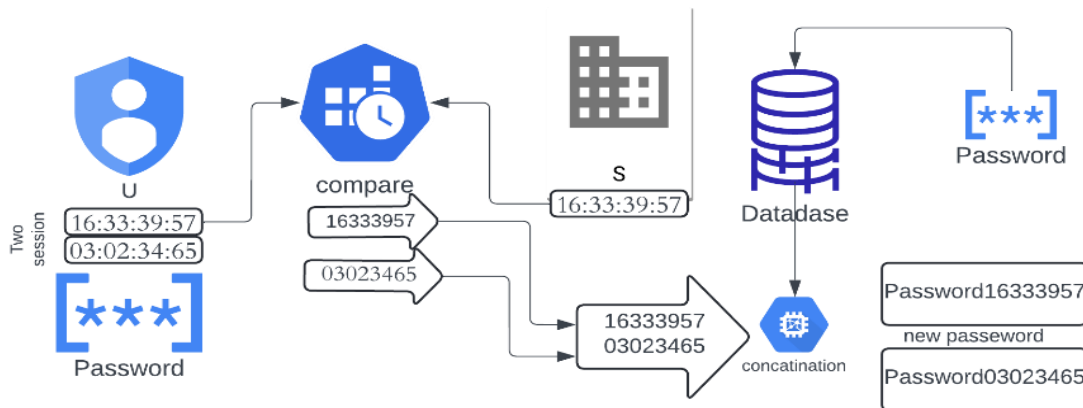 U
Two
session
16:33:39:57
03:02:34:65
[***]
Password
compare
16333957
03023465
S
16:33:39:57
Datadase
[***]
Password
16333957
03023465
concatination
Password16333957
new passeword
Password03023465